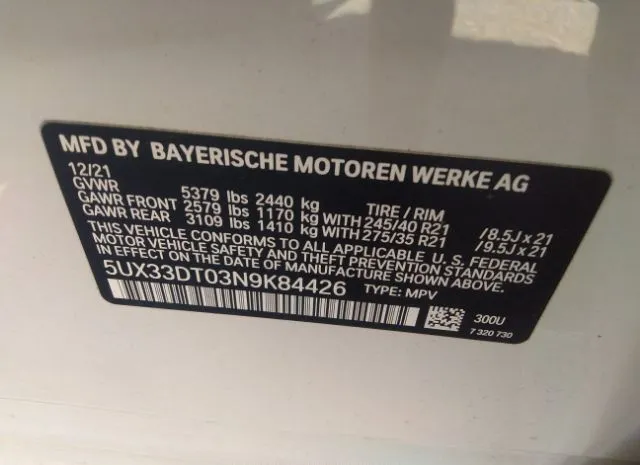 MFD BY BAYERISCHE MOTOREN WERKE AG
12/21
GVWR 5379 lbs 2440 kg TIRE / RIM
GAWR FRONT 2579 lbs 1170 kg WITH 245/40 R21 /8.5J x 21
GAWR REAR 3109 lbs 1410 kg WITH 275/35 R21 /9.5J x 21
THIS VEHICLE CONFORMS TO ALL APPLICABLE U. S. FEDERAL
MOTOR VEHICLE SAFETY, BUMPER, AND THEFT PREVENTION STANDARDS
IN EFFECT ON THE DATE OF MANUFACTURE SHOWN ABOVE.
5UX33DT03N9K84426 TYPE: MPV
300U
7 320 730